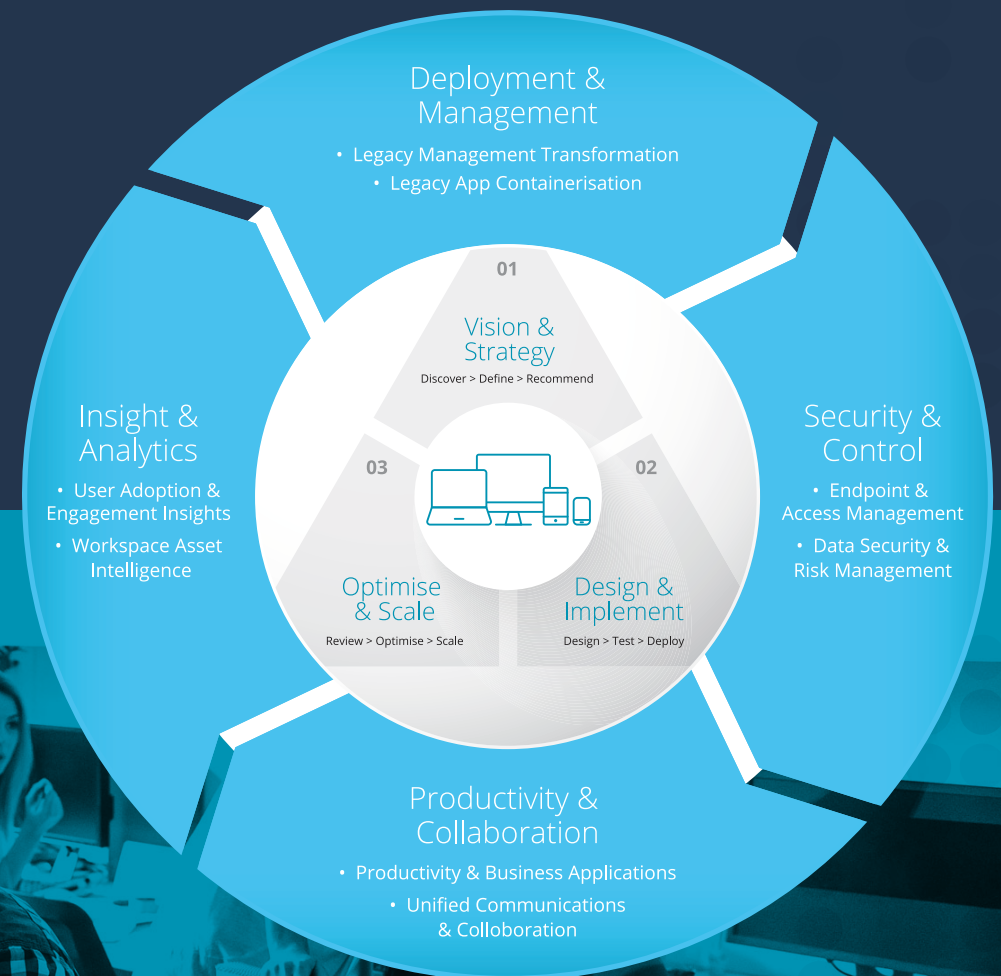 Deployment &
Management
• Legacy Management Transformation
• Legacy App Containerisation
01
Vision &
Strategy
Discover > Define > Recommend
Insight &
Analytics
• User Adoption &
Engagement Insights
• Workspace Asset
Intelligence
Security &
Control
• Endpoint &
Access Management
• Data Security &
Risk Management
03
Optimise
& Scale
Review > Optimise > Scale
02
Design &
Implement
Design > Test > Deploy
Productivity &
Collaboration
• Productivity & Business Applications
• Unified Communications
& Colloboration